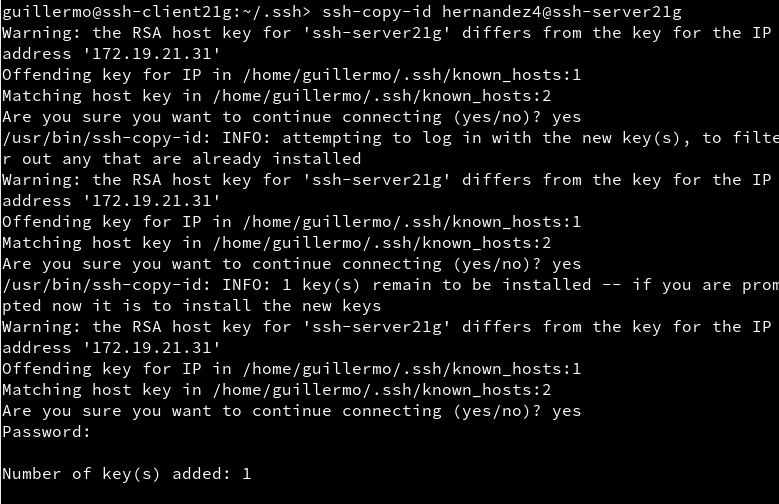 guillermo@ssh-client21g:~/.ssh> ssh-copy-id hernandez4@ssh-server21g
Warning: the RSA host key for 'ssh-server21g' differs from the key for the IP
address '172.19.21.31'
Offending key for IP in /home/guillermo/.ssh/known_hosts:1
Matching host key in /home/guillermo/.ssh/known_hosts:2
Are you sure you want to continue connecting (yes/no)? yes
/usr/bin/ssh-copy-id: INFO: attempting to log in with the new key(s), to filte
r out any that are already installed
Warning: the RSA host key for 'ssh-server21g' differs from the key for the IP
address '172.19.21.31'
Offending key for IP in /home/guillermo/.ssh/known_hosts:1
Matching host key in /home/guillermo/.ssh/known_hosts:2
Are you sure you want to continue connecting (yes/no)? yes
/usr/bin/ssh-copy-id: INFO: 1 key(s) remain to be installed -- if you are prom
pted now it is to install the new keys
Warning: the RSA host key for 'ssh-server21g' differs from the key for the IP
address '172.19.21.31'
Offending key for IP in /home/guillermo/.ssh/known_hosts:1
Matching host key in /home/guillermo/.ssh/known_hosts:2
Are you sure you want to continue connecting (yes/no)? yes
Password:
Number of key(s) added: 1